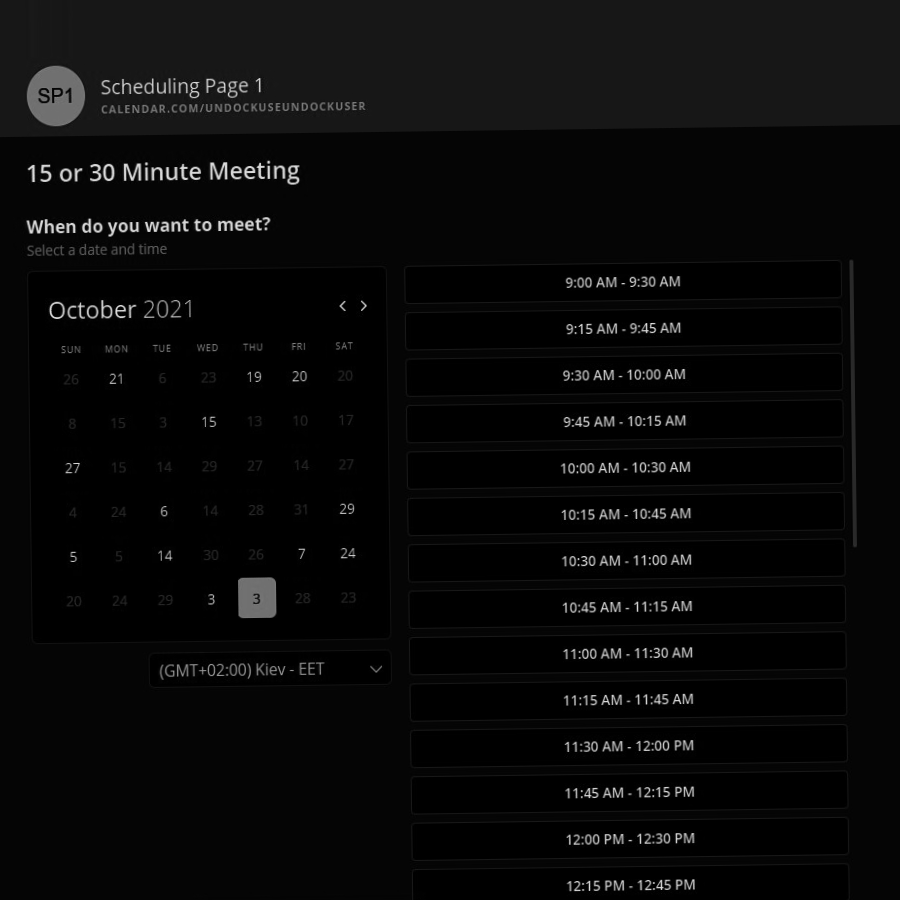 SP1
Scheduling Page 1
CALENDAR.COM/UNDOCKUSEUNDOCKUSER
15 or 30 Minute Meeting
When do you want to meet?
Select a date and time
October 2021
SUN MON TUE WED THU FRI SAT
26 21 6 23 19 20 20
8 15 3 15 13 10 17
27 15 14 29 27 14 27
4 24 6 14 28 31 29
5 5 14 30 26 7 24
20 24 29 3 3 28 23
(GMT+02:00) Kiev - EET
9:00 AM - 9:30 AM
9:15 AM - 9:45 AM
9:30 AM - 10:00 AM
9:45 AM - 10:15 AM
10:00 AM - 10:30 AM
10:15 AM - 10:45 AM
10:30 AM - 11:00 AM
10:45 AM - 11:15 AM
11:00 AM - 11:30 AM
11:15 AM - 11:45 AM
11:30 AM - 12:00 PM
11:45 AM - 12:15 PM
12:00 PM - 12:30 PM
12:15 PM - 12:45 PM